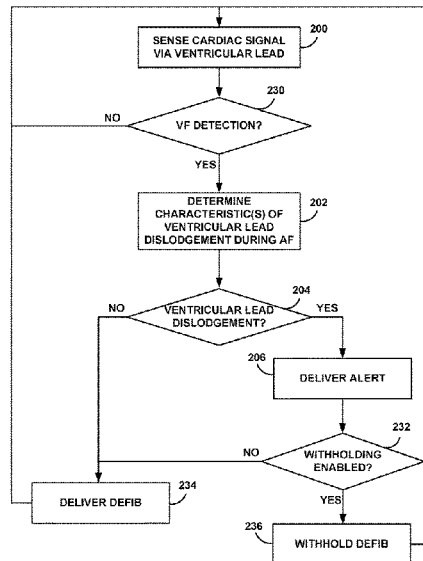 SENSE CARDIAC SIGNAL
VIA VENTRICULAR LEAD
200
230
NO
VF DETECTION?
YES
DETERMINE
CHARACTERISTIC(S) OF
VENTRICULAR LEAD
DISLODGEMENT DURING AF
202
204
NO
VENTRICULAR LEAD
DISLODGEMENT?
YES
206
DELIVER ALERT
232
NO
WITHHOLDING
ENABLED?
DELIVER DEFIB
234
YES
236
WITHHOLD DEFIB